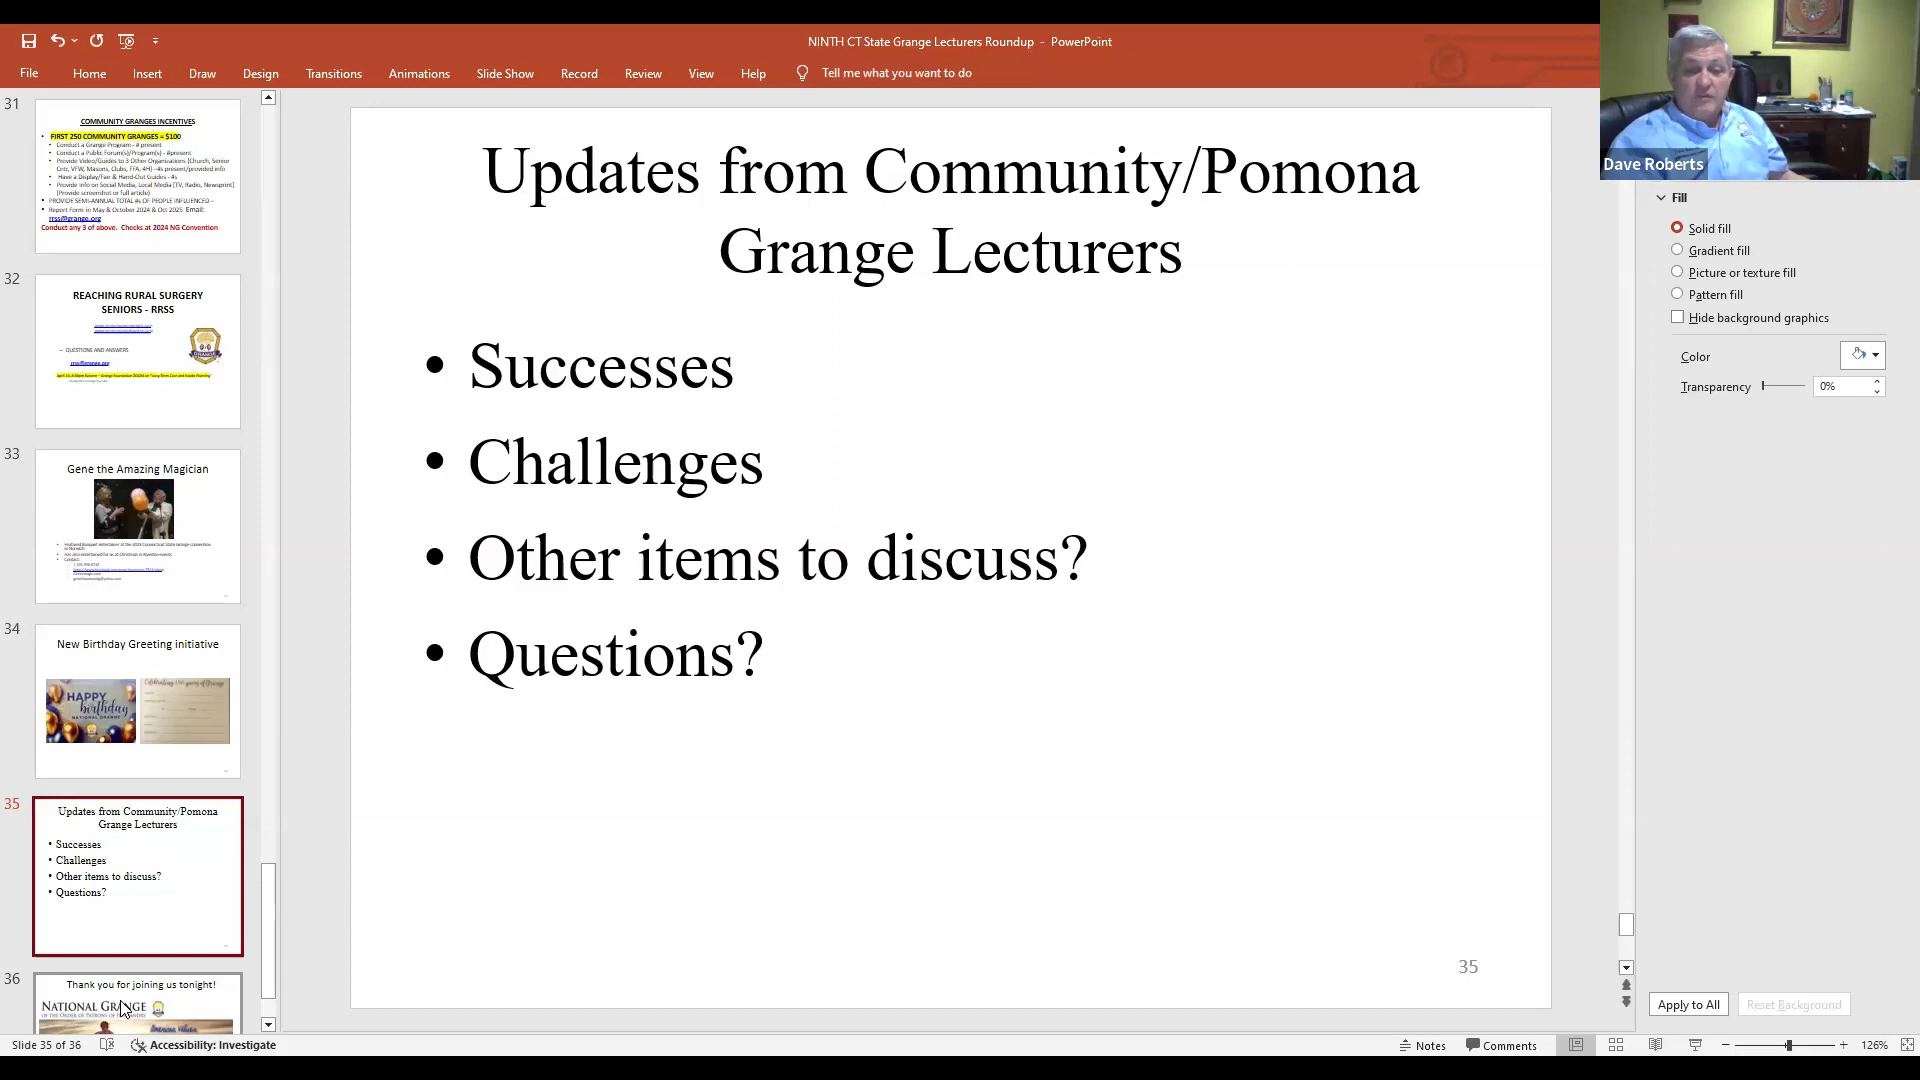 NINTH CT State Grange Lecturers Roundup - PowerPoint
File Home Insert Draw Design Transitions Animations Slide Show Record Review View Help Tell me what you want to do
Dave Roberts
31
COMMUNITY GRANGES INCENTIVES
• FIRST 250 COMMUNITY GRANGES = $100
• Conduct a Grange Program - # present
• Conduct a Public Forum(s)/Program(s) - #present
• Provide Video/Guides to 3 Other Organizations (Church, Senior
Cntr, VFW, Masons, Clubs, FFA, 4H) –#s present/provided info
• Have a Display/Fair & Hand-Out Guides - #s
• Provide Info on Social Media, Local Media [TV, Radio, Newsprint]
(Provide screenshot or full article)
• PROVIDE SEMI-ANNUAL TOTAL #s OF PEOPLE INFLUENCED –
• Report Form in May & October 2024 & Oct 2025 Email:
rrss@grange.org
Conduct any 3 of above. Checks at 2024 NG Convention
32
REACHING RURAL SURGERY
SENIORS - RRSS
– QUESTIONS AND ANSWERS
rrss@grange.org
GRANGE
33
Gene the Amazing Magician
34
New Birthday Greeting initiative
HAPPY
birthday
NATIONAL GRANGE
35
Updates from Community/Pomona
Grange Lecturers
• Successes
• Challenges
• Other items to discuss?
• Questions?
36
Thank you for joining us tonight!
NATIONAL GRANGE
Updates from Community/Pomona
Grange Lecturers
• Successes
• Challenges
• Other items to discuss?
• Questions?
35
Fill
Solid fill
Gradient fill
Picture or texture fill
Pattern fill
Hide background graphics
Color
Transparency 0%
Apply to All Reset Background
Slide 35 of 36 Accessibility: Investigate Notes Comments 126%